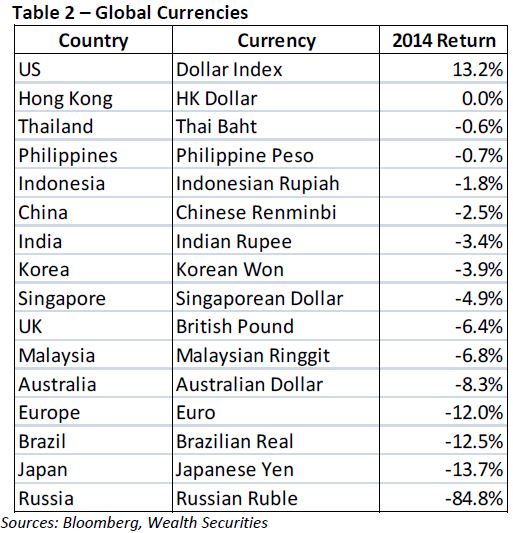 Table 2 – Global Currencies
Country Currency 2014 Return
US Dollar Index 13.2%
Hong Kong HK Dollar 0.0%
Thailand Thai Baht -0.6%
Philippines Philippine Peso -0.7%
Indonesia Indonesian Rupiah -1.8%
China Chinese Renminbi -2.5%
India Indian Rupee -3.4%
Korea Korean Won -3.9%
Singapore Singaporean Dollar -4.9%
UK British Pound -6.4%
Malaysia Malaysian Ringgit -6.8%
Australia Australian Dollar -8.3%
Europe Euro -12.0%
Brazil Brazilian Real -12.5%
Japan Japanese Yen -13.7%
Russia Russian Ruble -84.8%
Sources: Bloomberg, Wealth Securities